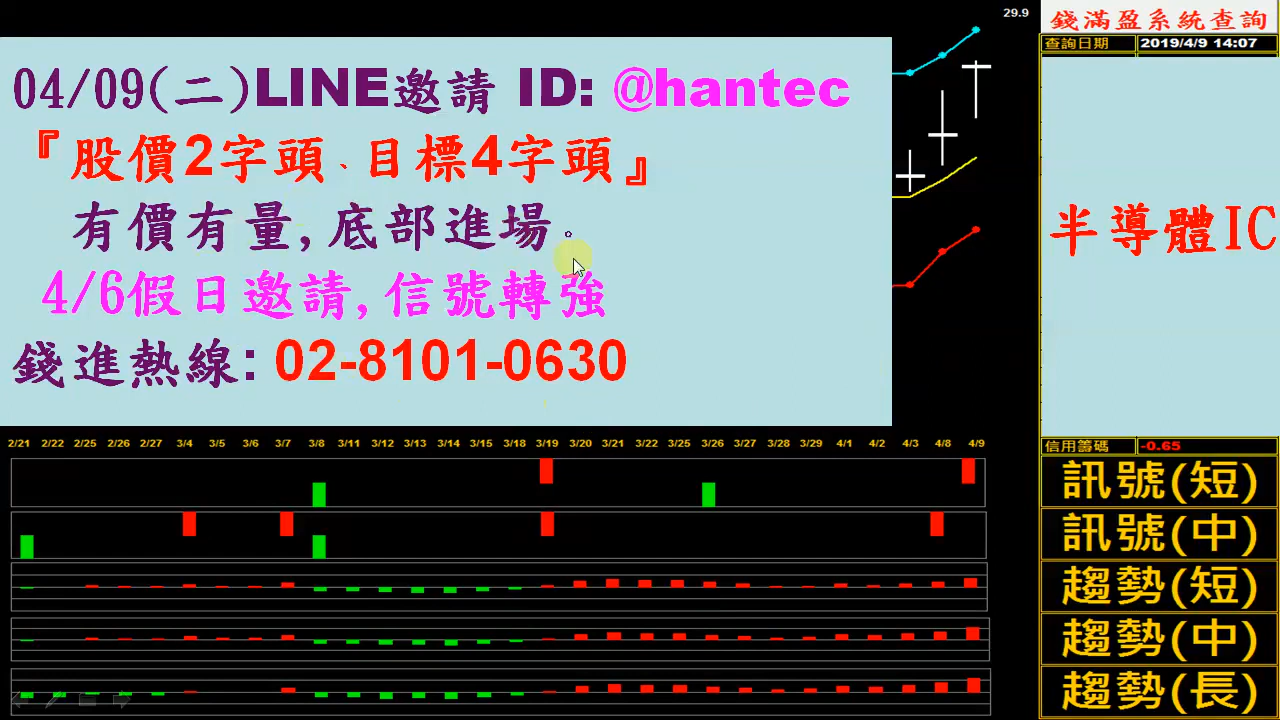 29.9
錢滿盈系統查詢
查詢日期 2019/4/9 14:07
04/09(二)LINE邀請 ID: @hantec
『股價2字頭、目標4字頭』
有價有量,底部進場。
4/6假日邀請,信號轉強
錢進熱線: 02-8101-0630
半導體IC
2/21 2/22 2/25 2/26 2/27 3/4 3/5 3/6 3/7 3/8 3/11 3/12 3/13 3/14 3/15 3/18 3/19 3/20 3/21 3/22 3/25 3/26 3/27 3/28 3/29 4/1 4/2 4/3 4/8 4/9
信用籌碼 -0.65
訊號(短)
訊號(中)
趨勢(短)
趨勢(中)
趨勢(長)